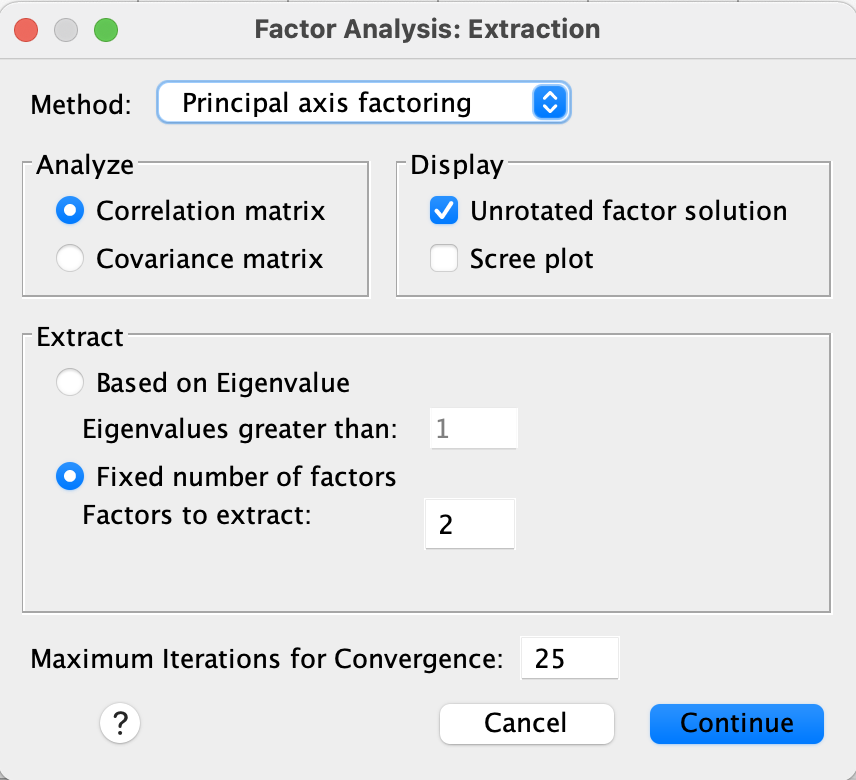 Factor Analysis: Extraction
Method: Principal axis factoring
Analyze
Correlation matrix
Covariance matrix
Display
Unrotated factor solution
Scree plot
Extract
Based on Eigenvalue
Eigenvalues greater than: 1
Fixed number of factors
Factors to extract: 2
Maximum Iterations for Convergence: 25
? Cancel Continue